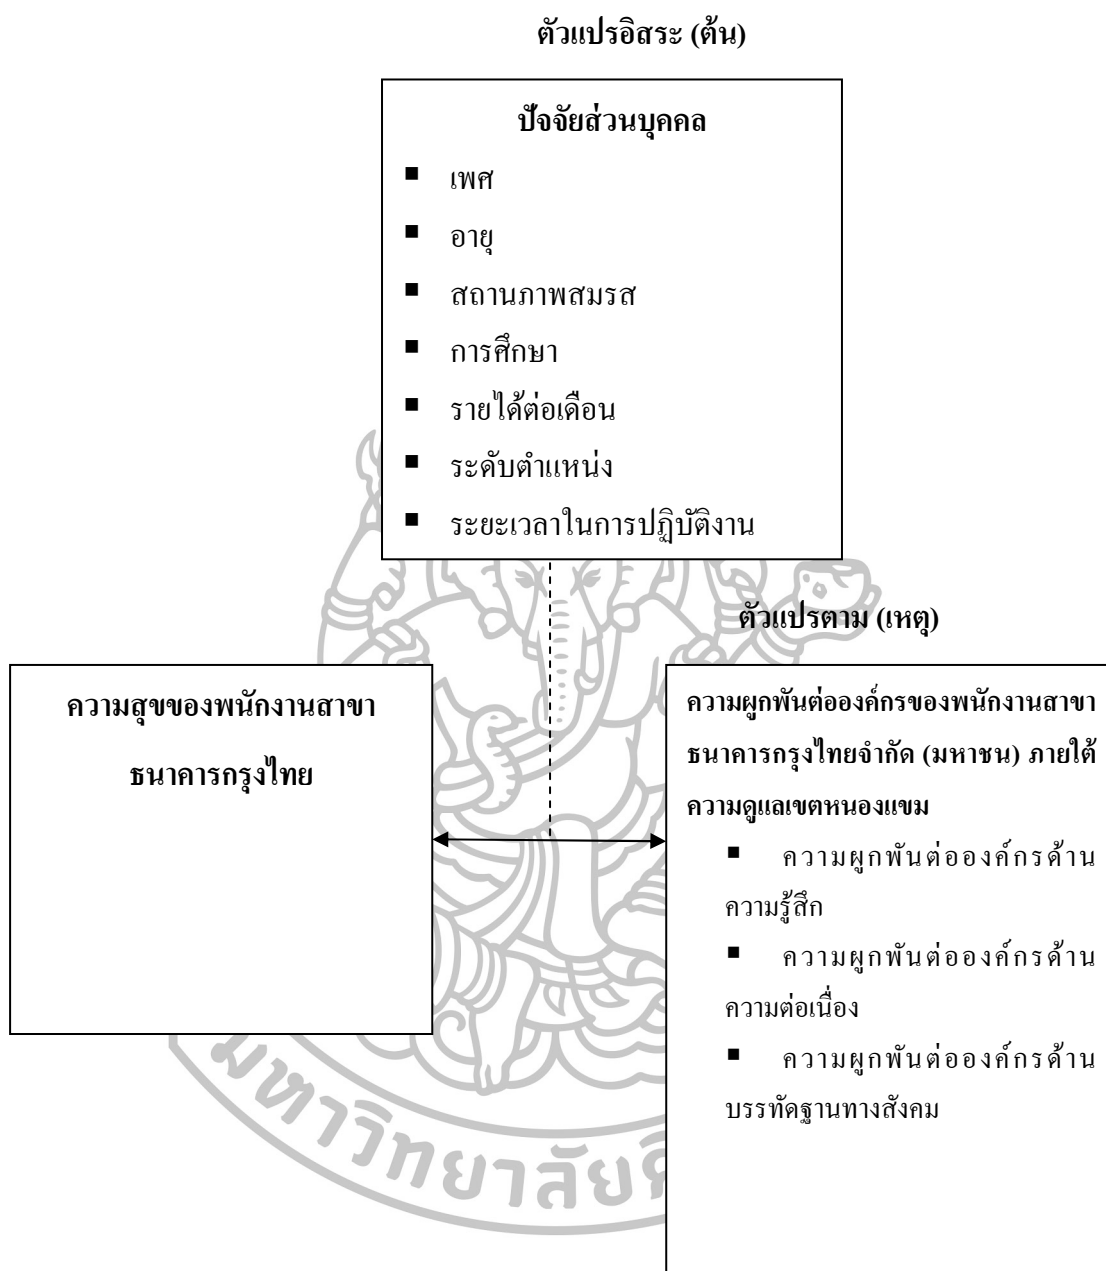 ตัวแปรอิสระ (ต้น)
ปัจจัยส่วนบุคคล
▪ เพศ
▪ อายุ
▪ สถานภาพสมรส
▪ การศึกษา
▪ รายได้ต่อเดือน
▪ ระดับตำแหน่ง
▪ ระยะเวลาในการปฏิบัติงาน
ตัวแปรตาม (เหตุ)
ความสุขของพนักงานสาขา
ธนาคารกรุงไทย
ความผูกพันต่อองค์กรของพนักงานสาขา
ธนาคารกรุงไทยจำกัด (มหาชน) ภายใต้
ความดูแลเขตหนองแขม
▪ ความผูกพันต่อองค์กรด้าน
ความรู้สึก
▪ ความผูกพันต่อองค์กรด้าน
ความต่อเนื่อง
▪ ความผูกพันต่อองค์กรด้าน
บรรทัดฐานทางสังคม
มหาวิทยาลัย